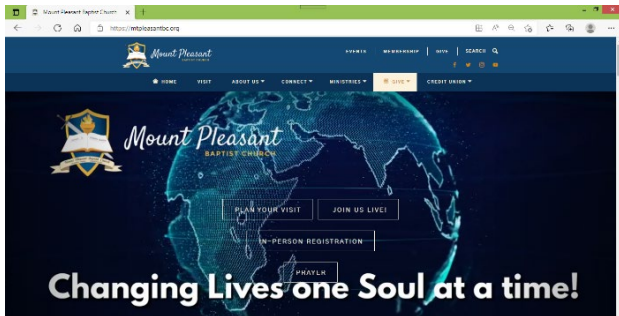 Mount Pleasant Baptist Church
https://mtpleasantbc.org
Mount Pleasant
BAPTIST CHURCH
EVENTS MEMBERSHIP GIVE SEARCH
HOME VISIT ABOUT US CONNECT MINISTRIES GIVE CREDIT UNION
Mount Pleasant
BAPTIST CHURCH
PLAN YOUR VISIT JOIN US LIVE!
IN-PERSON REGISTRATION
PRAYER
Changing Lives one Soul at a time!